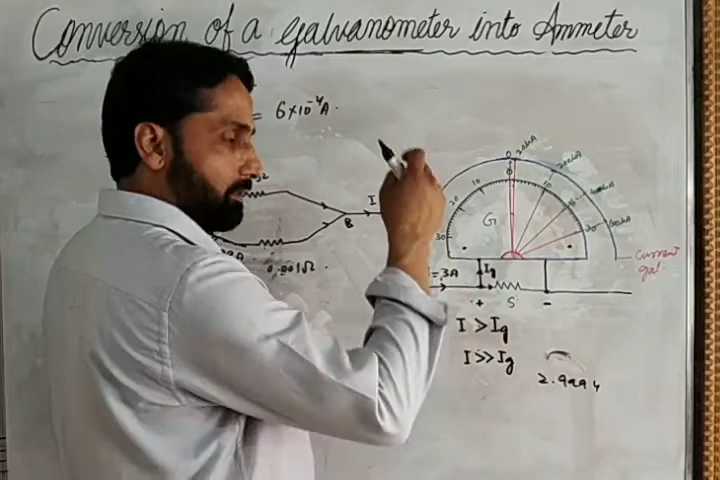 Conversion of a Galvanometer into Ammeter
= 6×10⁻⁴A.
I
B
0.001Ω.
0
10
20
30
10
30
G
Current
gal.
= 3A
Ig
+
S
-
I > Ig
I >> Ig
2.9994